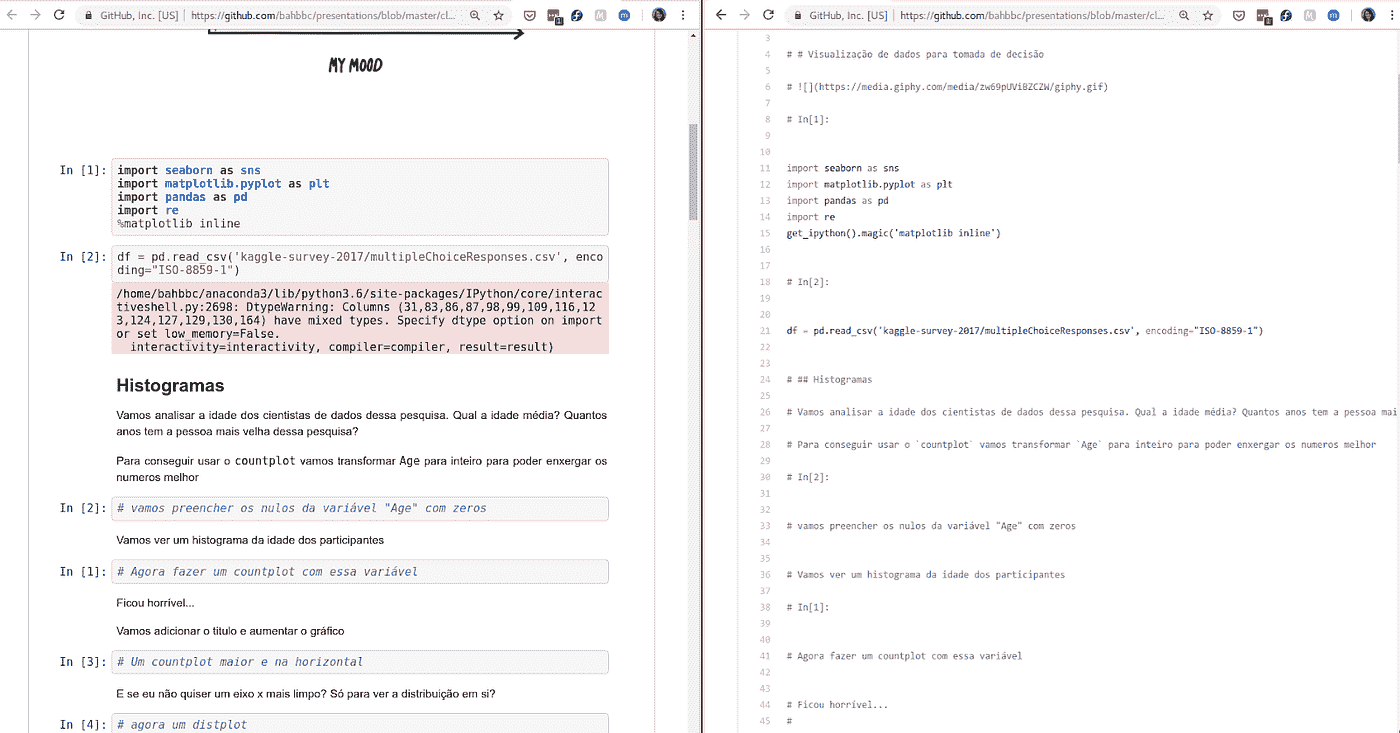 GitHub, Inc. [US] | https://github.com/bahbbc/presentations/blob/master/cl...
MY MOOD
In [1]:
import seaborn as sns
import matplotlib.pyplot as plt
import pandas as pd
import re
%matplotlib inline
In [2]:
df = pd.read_csv('kaggle-survey-2017/multipleChoiceResponses.csv', enco
ding="ISO-8859-1")
/home/bahbbc/anaconda3/lib/python3.6/site-packages/IPython/core/interac
tiveshell.py:2698: DtypeWarning: Columns (31,83,86,87,98,99,109,116,12
3,124,127,129,130,164) have mixed types. Specify dtype option on import
or set low_memory=False.
interactivity=interactivity, compiler=compiler, result=result)
Histogramas
Vamos analisar a idade dos cientistas de dados dessa pesquisa. Qual a idade média? Quantos
anos tem a pessoa mais velha dessa pesquisa?
Para conseguir usar o countplot vamos transformar Age para inteiro para poder enxergar os
numeros melhor
In [2]:
# vamos preencher os nulos da variável "Age" com zeros
Vamos ver um histograma da idade dos participantes
In [1]:
# Agora fazer um countplot com essa variável
Ficou horrível...
Vamos adicionar o titulo e aumentar o gráfico
In [3]:
# Um countplot maior e na horizontal
E se eu não quiser um eixo x mais limpo? Só para ver a distribuição em si?
In [4]:
# agora um distplot
GitHub, Inc. [US] | https://github.com/bahbbc/presentations/blob/master/cl...
3
4 # # Visualização de dados para tomada de decisão
5
6 # ![](https://media.giphy.com/media/zw69pUViBZCZW/giphy.gif)
7
8 # In[1]:
9
10
11 import seaborn as sns
12 import matplotlib.pyplot as plt
13 import pandas as pd
14 import re
15 get_ipython().magic('matplotlib inline')
16
17
18 # In[2]:
19
20
21 df = pd.read_csv('kaggle-survey-2017/multipleChoiceResponses.csv', encoding="ISO-8859-1")
22
23
24 # ## Histogramas
25
26 # Vamos analisar a idade dos cientistas de dados dessa pesquisa. Qual a idade média? Quantos anos tem a pessoa mai
27
28 # Para conseguir usar o `countplot` vamos transformar `Age` para inteiro para poder enxergar os numeros melhor
29
30 # In[2]:
31
32
33 # vamos preencher os nulos da variável "Age" com zeros
34
35
36 # Vamos ver um histograma da idade dos participantes
37
38 # In[1]:
39
40
41 # Agora fazer um countplot com essa variável
42
43
44 # Ficou horrível...
45 #